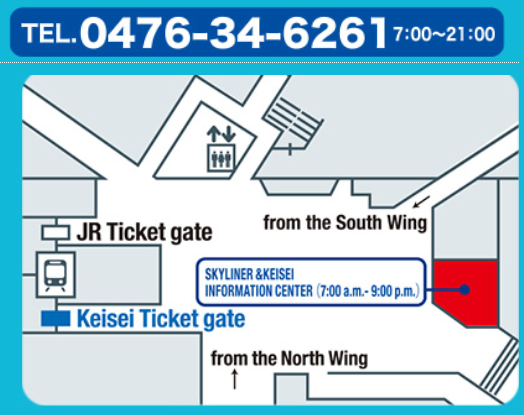 TEL.0476-34-6261 7:00~21:00
from the South Wing
JR Ticket gate
SKYLINER &KEISEI
INFORMATION CENTER (7:00 a.m.- 9:00 p.m.)
Keisei Ticket gate
from the North Wing